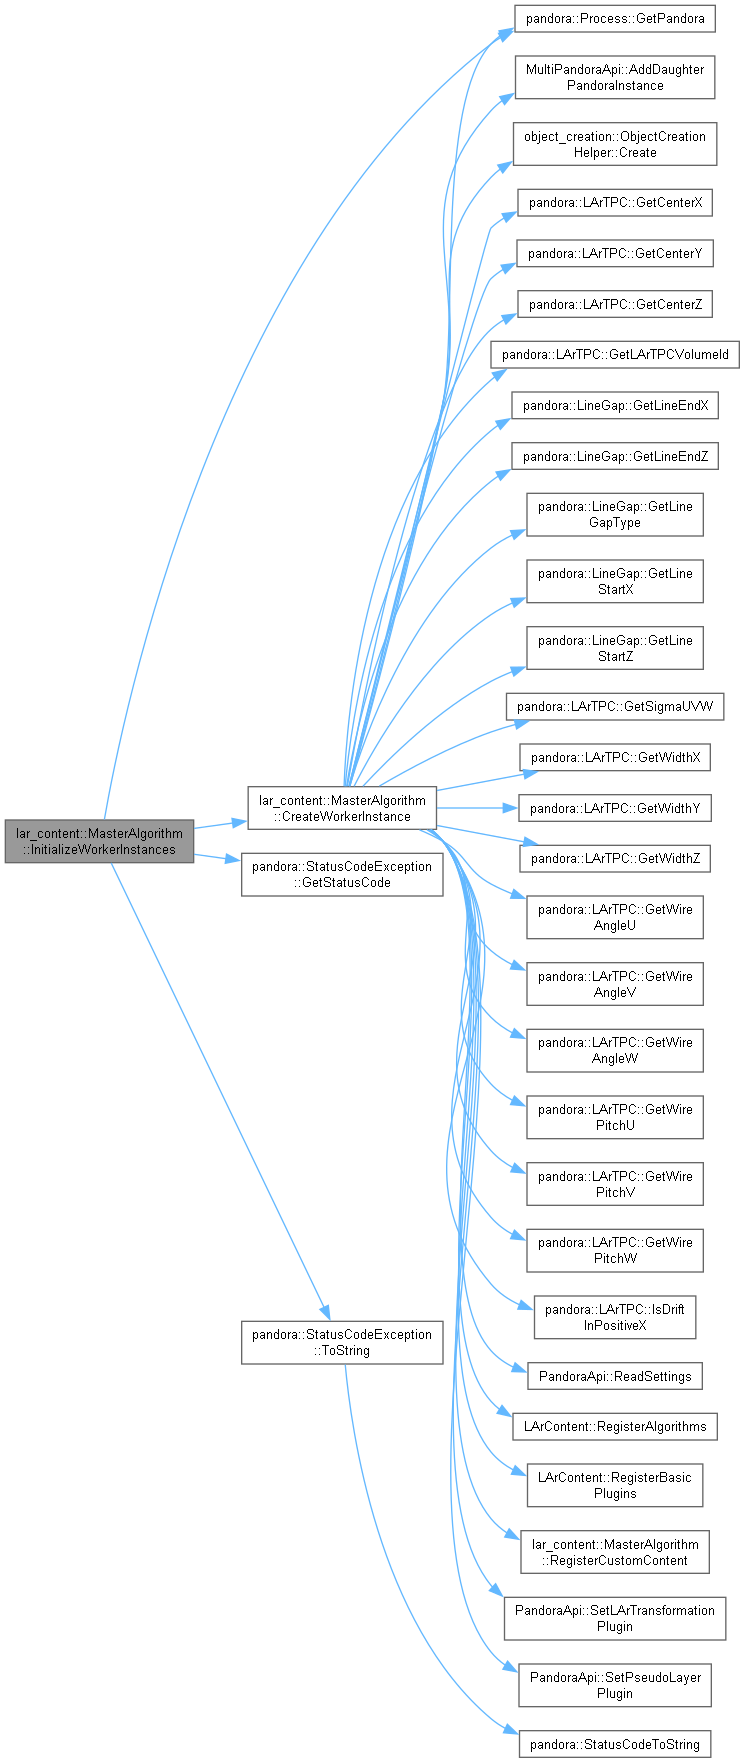 pandora::Process::GetPandora
MultiPandoraApi::AddDaughter
PandoraInstance
object_creation::ObjectCreation
Helper::Create
pandora::LArTPC::GetCenterX
pandora::LArTPC::GetCenterY
pandora::LArTPC::GetCenterZ
pandora::LArTPC::GetLArTPCVolumeId
pandora::LineGap::GetLineEndX
pandora::LineGap::GetLineEndZ
pandora::LineGap::GetLine
GapType
pandora::LineGap::GetLine
StartX
pandora::LineGap::GetLine
StartZ
pandora::LArTPC::GetSigmaUVW
pandora::LArTPC::GetWidthX
lar_content::MasterAlgorithm
::CreateWorkerInstance
pandora::LArTPC::GetWidthY
lar_content::MasterAlgorithm
::InitializeWorkerInstances
pandora::LArTPC::GetWidthZ
pandora::StatusCodeException
::GetStatusCode
pandora::LArTPC::GetWire
AngleU
pandora::LArTPC::GetWire
AngleV
pandora::LArTPC::GetWire
AngleW
pandora::LArTPC::GetWire
PitchU
pandora::LArTPC::GetWire
PitchV
pandora::LArTPC::GetWire
PitchW
pandora::LArTPC::IsDrift
InPositiveX
pandora::StatusCodeException
::ToString
PandoraApi::ReadSettings
LArContent::RegisterAlgorithms
LArContent::RegisterBasic
Plugins
lar_content::MasterAlgorithm
::RegisterCustomContent
PandoraApi::SetLArTransformation
Plugin
PandoraApi::SetPseudoLayer
Plugin
pandora::StatusCodeToString